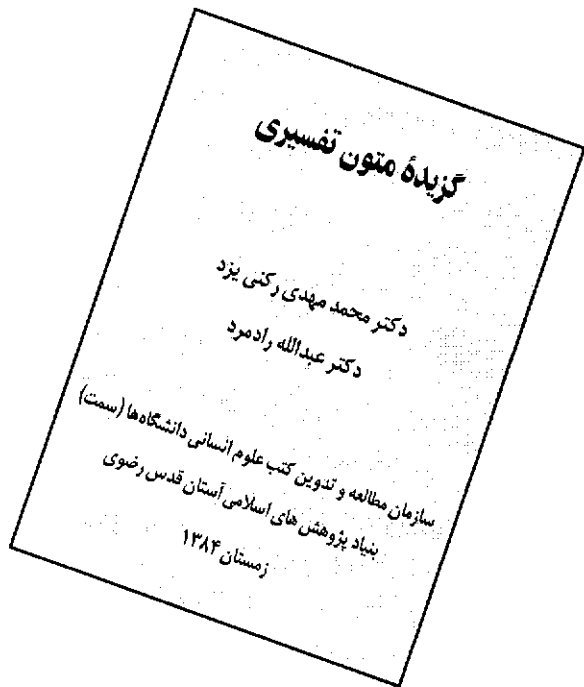 گزیدهٔ متون تفسیری
دکتر محمد مهدی رکنی یزد
دکتر عبدالله رادمرد
سازمان مطالعه و تدوین کتب علوم انسانی دانشگاه‌ها (سمت)
بنیاد پژوهش های اسلامی آستان قدس رضوی
زمستان ۱۳۸۴